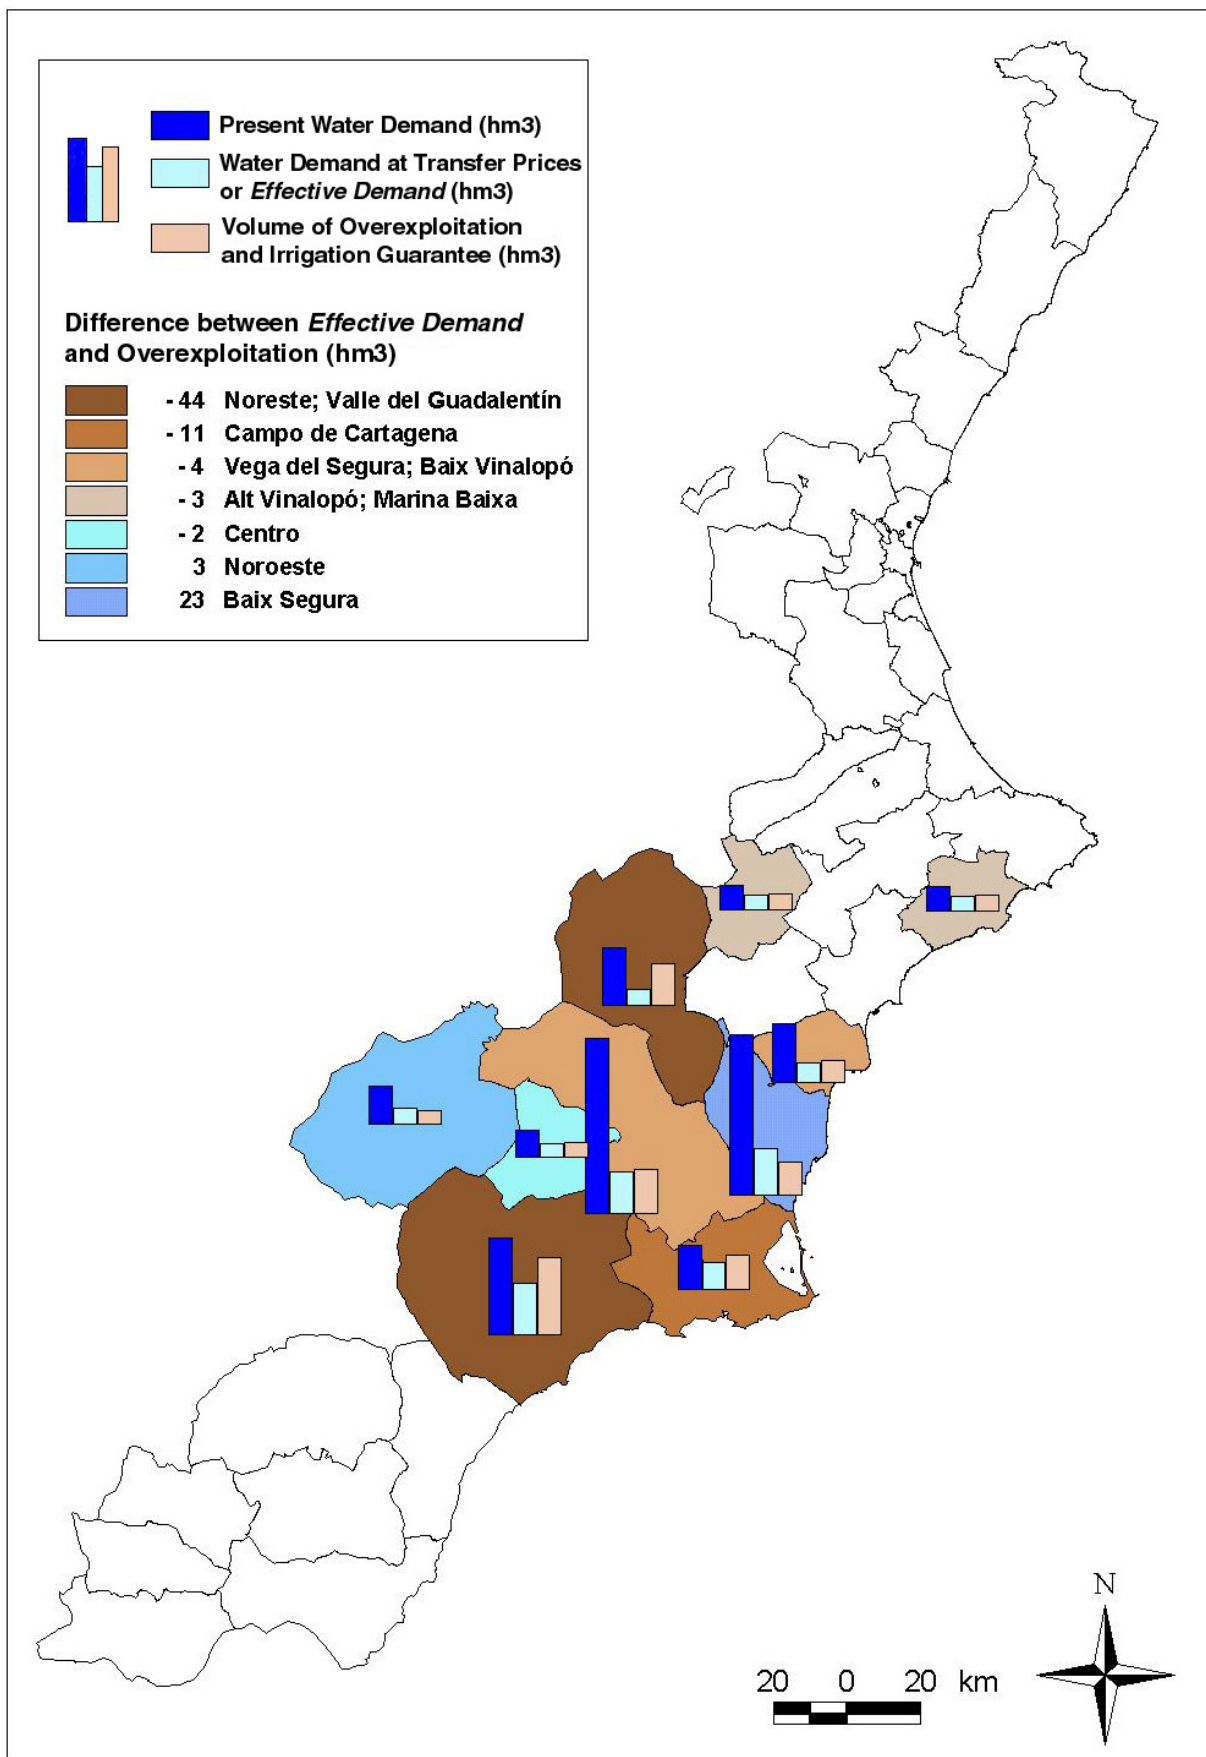 Present Water Demand (hm3)
Water Demand at Transfer Prices
or Effective Demand (hm3)
Volume of Overexploitation
and Irrigation Guarantee (hm3)
Difference between Effective Demand
and Overexploitation (hm3)
- 44 Noreste; Valle del Guadalentín
- 11 Campo de Cartagena
- 4 Vega del Segura; Baix Vinalopó
- 3 Alt Vinalopó; Marina Baixa
- 2 Centro
3 Noroeste
23 Baix Segura
N
20 0 20 km